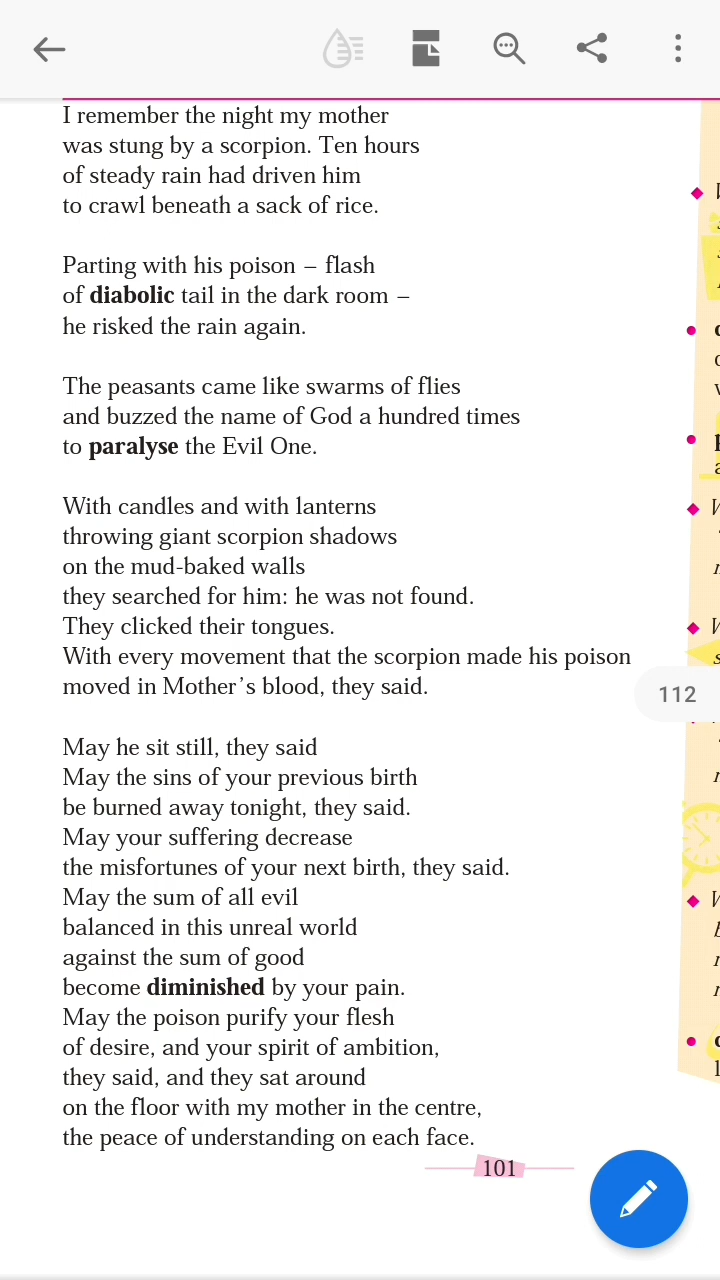 I remember the night my mother
was stung by a scorpion. Ten hours
of steady rain had driven him
to crawl beneath a sack of rice.
Parting with his poison – flash
of diabolic tail in the dark room –
he risked the rain again.
The peasants came like swarms of flies
and buzzed the name of God a hundred times
to paralyse the Evil One.
With candles and with lanterns
throwing giant scorpion shadows
on the mud-baked walls
they searched for him: he was not found.
They clicked their tongues.
With every movement that the scorpion made his poison
moved in Mother’s blood, they said.
112
May he sit still, they said
May the sins of your previous birth
be burned away tonight, they said.
May your suffering decrease
the misfortunes of your next birth, they said.
May the sum of all evil
balanced in this unreal world
against the sum of good
become diminished by your pain.
May the poison purify your flesh
of desire, and your spirit of ambition,
they said, and they sat around
on the floor with my mother in the centre,
the peace of understanding on each face.
101